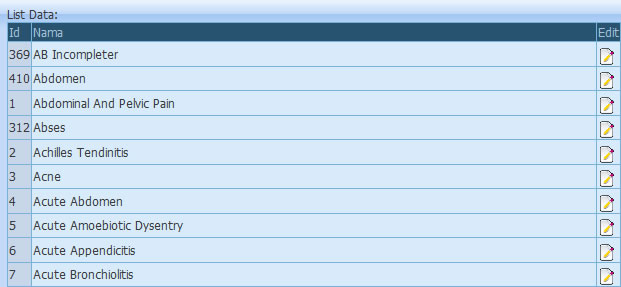 List Data:
Id Nama Edit
369 AB Incompleter
410 Abdomen
1 Abdominal And Pelvic Pain
312 Abses
2 Achilles Tendinitis
3 Acne
4 Acute Abdomen
5 Acute Amoebiotic Dysentry
6 Acute Appendicitis
7 Acute Bronchiolitis